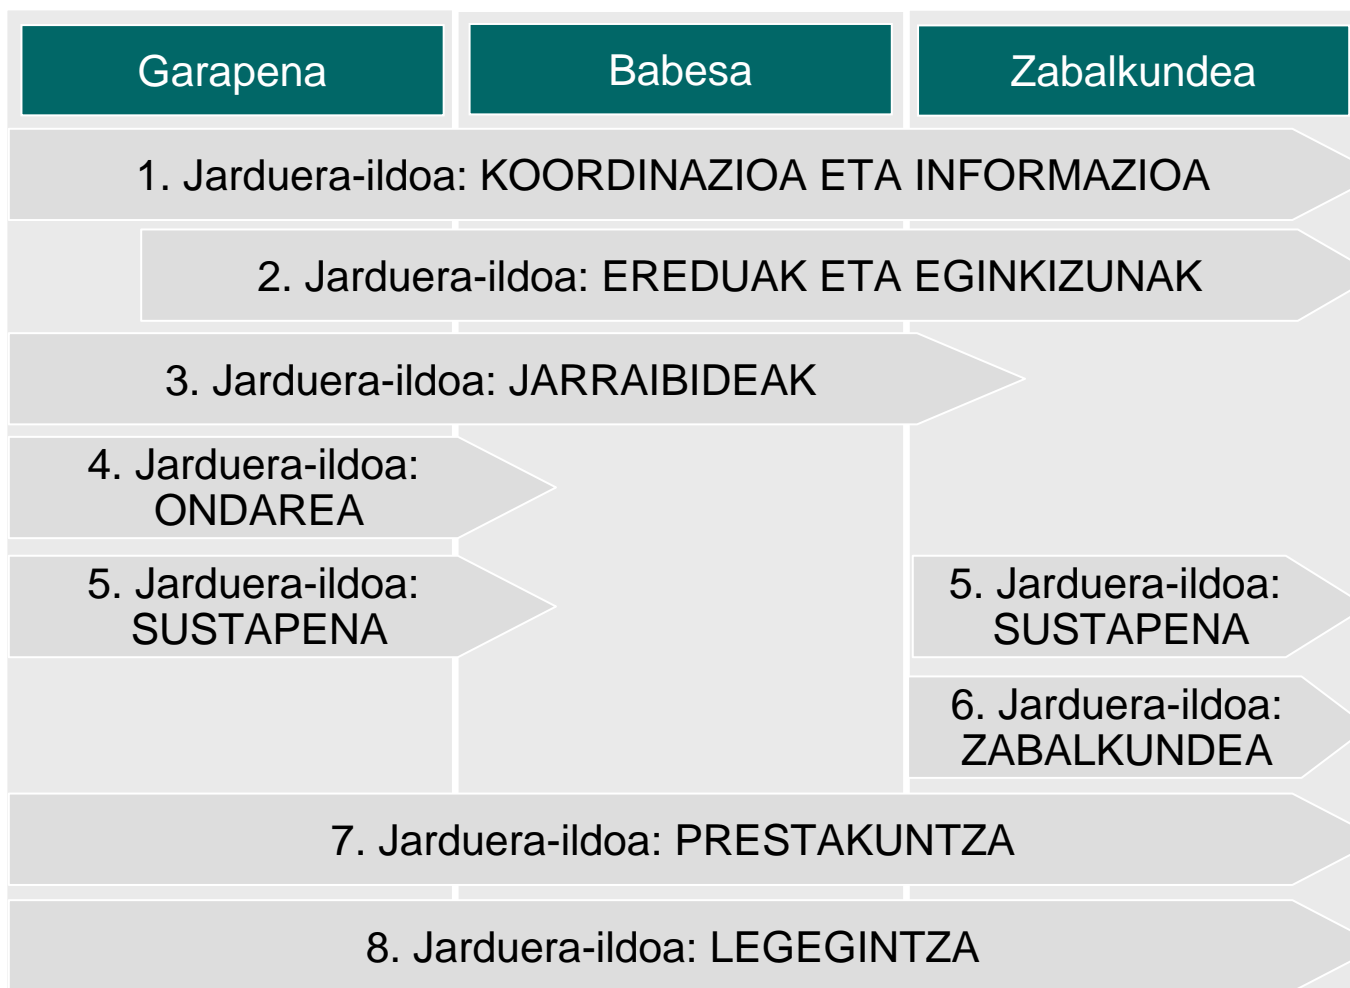 Garapena
Babesa
Zabalkundea
1. Jarduera-ildoa: KOORDINAZIOA ETA INFORMAZIOA
2. Jarduera-ildoa: EREDUAK ETA EGINKIZUNAK
3. Jarduera-ildoa: JARRAIBIDEAK
4. Jarduera-ildoa:
ONDAREA
5. Jarduera-ildoa:
SUSTAPENA
5. Jarduera-ildoa:
SUSTAPENA
6. Jarduera-ildoa:
ZABALKUNDEA
7. Jarduera-ildoa: PRESTAKUNTZA
8. Jarduera-ildoa: LEGEGINTZA